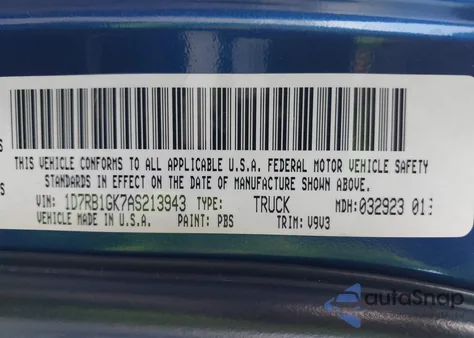 THIS VEHICLE CONFORMS TO ALL APPLICABLE U.S.A. FEDERAL MOTOR VEHICLE SAFETY
STANDARDS IN EFFECT ON THE DATE OF MANUFACTURE SHOWN ABOVE.
VIN: 1D7RB1GK7AS213943 TYPE: TRUCK MDH: 032923 013
VEHICLE MADE IN U.S.A. PAINT: PBS TRIM: V9V3
autoSnap